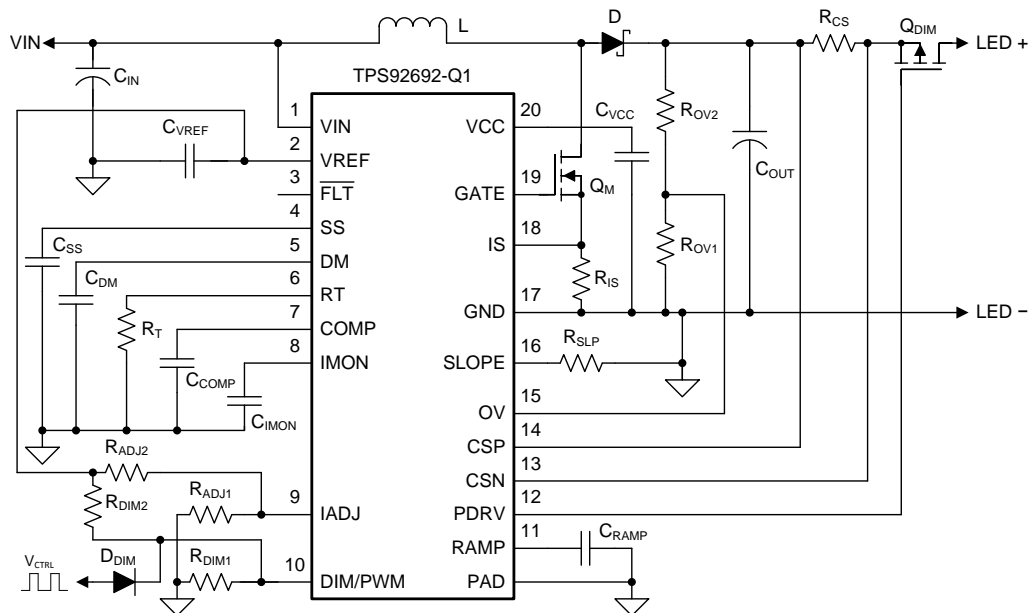 VIN
L
D
R_CS
Q_DIM
LED +
C_IN
TPS92692-Q1
C_VREF
1
VIN
2
VREF
3
FLT
4
SS
5
DM
6
RT
7
COMP
8
IMON
9
IADJ
10
DIM/PWM
20
VCC
19
GATE
18
IS
17
GND
16
SLOPE
15
OV
14
CSP
13
CSN
12
PDRV
11
RAMP
PAD
C_VCC
R_OV2
C_OUT
Q_M
R_OV1
R_IS
LED −
R_SLP
C_RAMP
C_SS
C_DM
R_T
C_COMP
C_IMON
R_ADJ2
R_DIM2
R_ADJ1
V_CTRL
D_DIM
R_DIM1